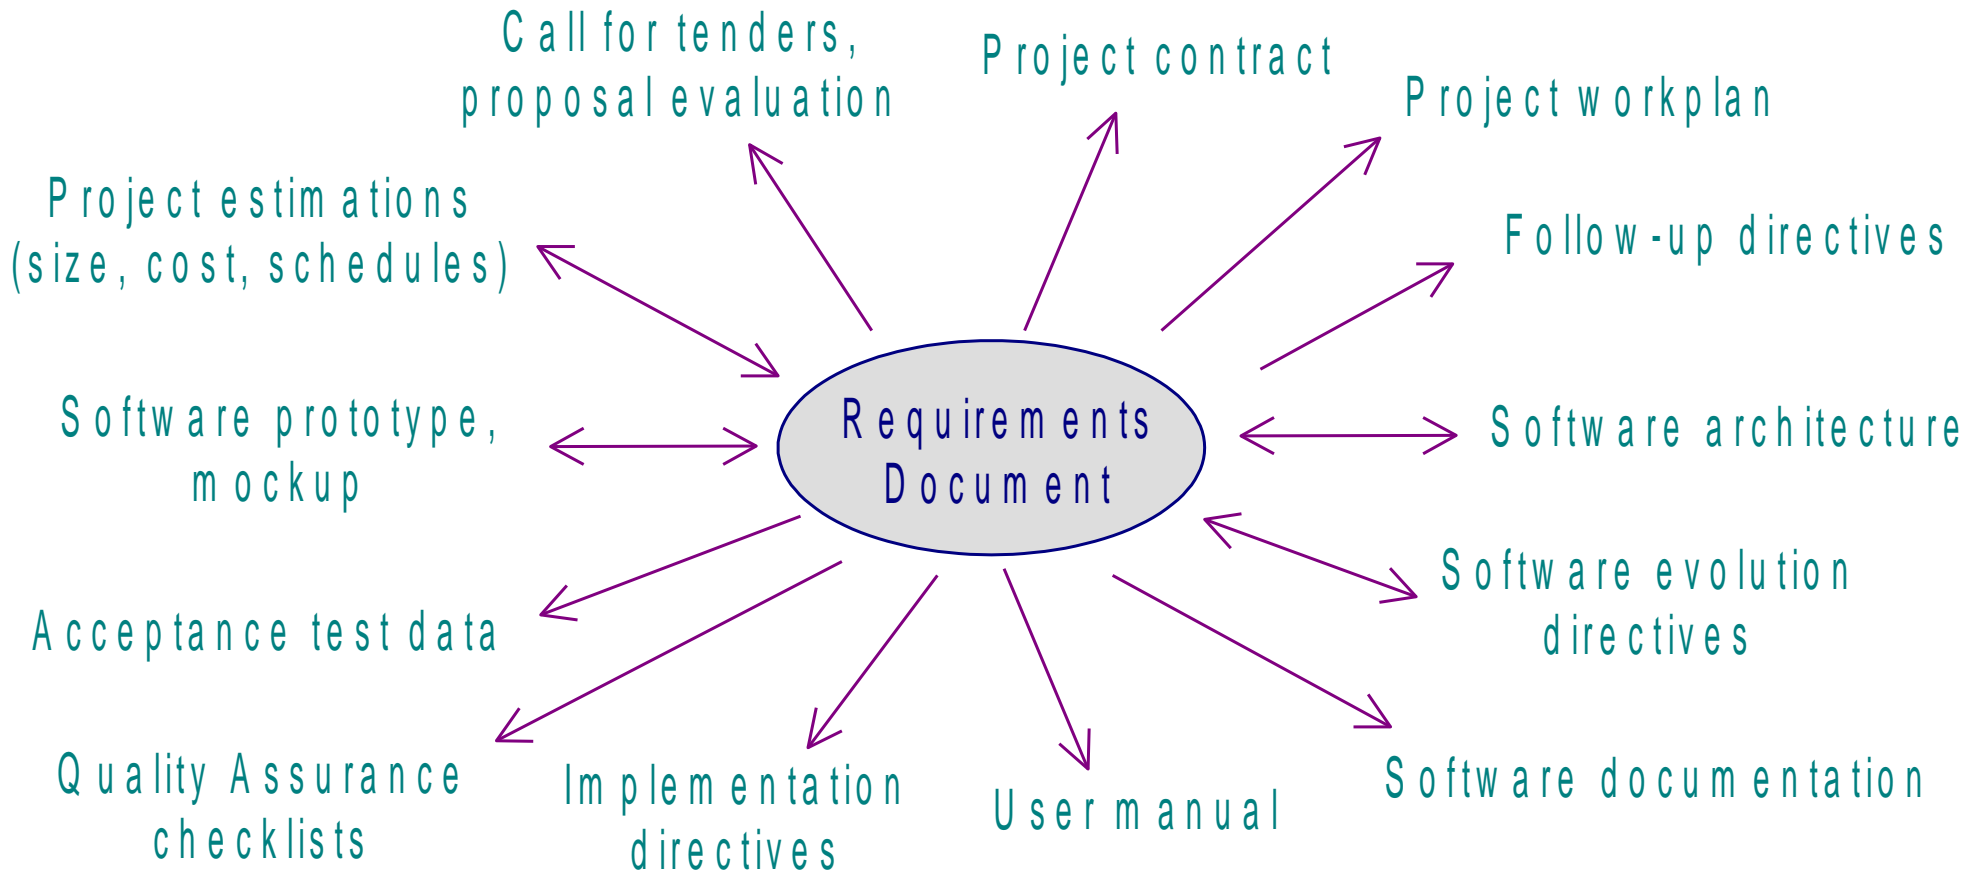 Call for tenders,
proposal evaluation
Project contract
Project workplan
Project estimations
(size, cost, schedules)
Follow-up directives
Software prototype,
mockup
Requirements
Document
Software architecture
Software evolution
directives
Acceptance test data
Quality Assurance
checklists
Implementation
directives
User manual
Software documentation